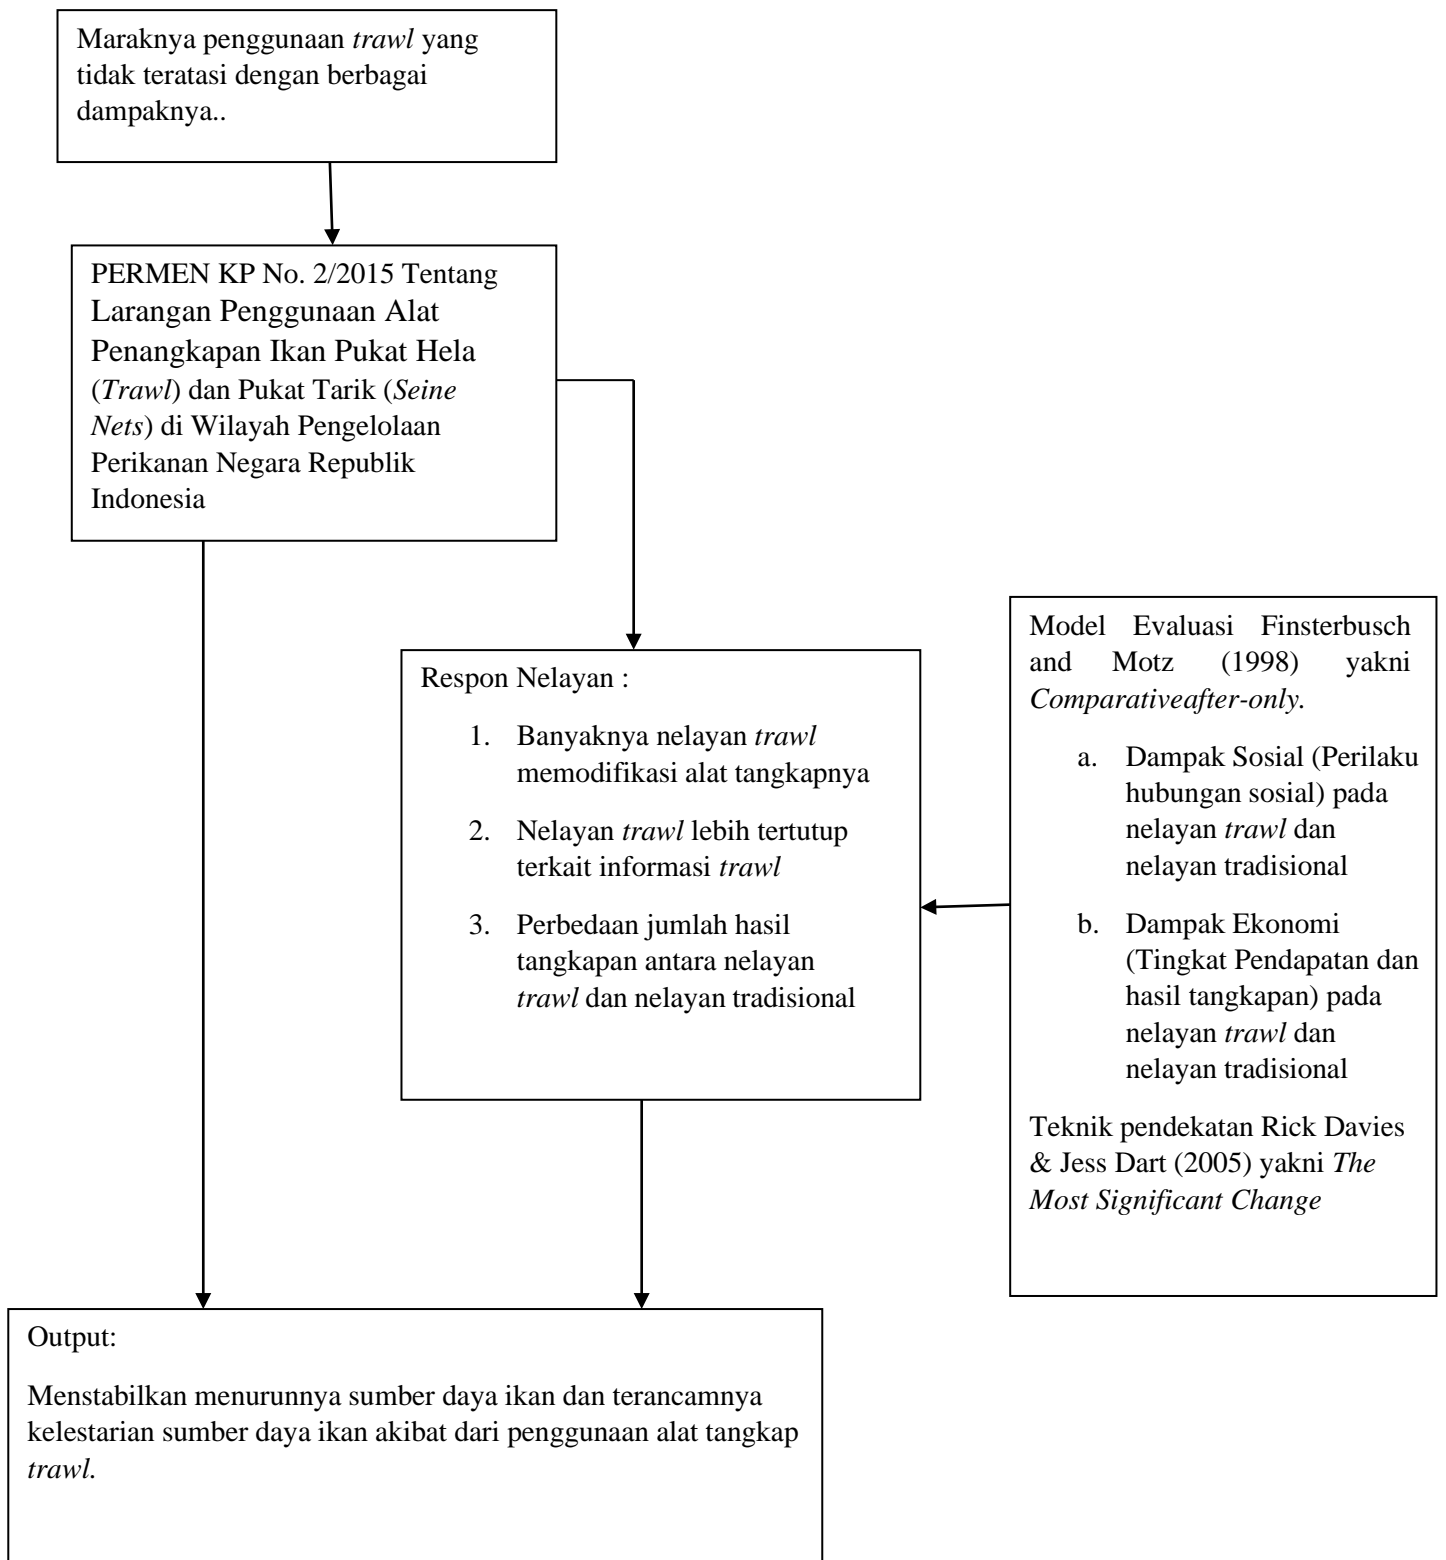 Maraknya penggunaan trawl yang
tidak teratasi dengan berbagai
dampaknya..
PERMEN KP No. 2/2015 Tentang
Larangan Penggunaan Alat
Penangkapan Ikan Pukat Hela
(Trawl) dan Pukat Tarik (Seine
Nets) di Wilayah Pengelolaan
Perikanan Negara Republik
Indonesia
Respon Nelayan :
1. Banyaknya nelayan trawl
memodifikasi alat tangkapnya
2. Nelayan trawl lebih tertutup
terkait informasi trawl
3. Perbedaan jumlah hasil
tangkapan antara nelayan
trawl dan nelayan tradisional
Model Evaluasi Finsterbusch
and Motz (1998) yakni
Comparativeafter-only.
a. Dampak Sosial (Perilaku
hubungan sosial) pada
nelayan trawl dan
nelayan tradisional
b. Dampak Ekonomi
(Tingkat Pendapatan dan
hasil tangkapan) pada
nelayan trawl dan
nelayan tradisional
Teknik pendekatan Rick Davies
& Jess Dart (2005) yakni The
Most Significant Change
Output:
Menstabilkan menurunnya sumber daya ikan dan terancamnya
kelestarian sumber daya ikan akibat dari penggunaan alat tangkap
trawl.